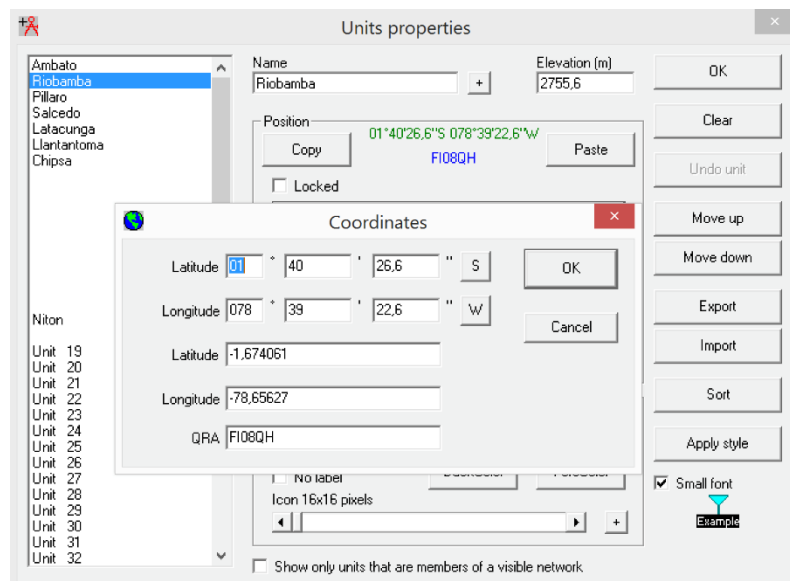 Units properties
Ambato
Riobamba
Pillaro
Salcedo
Latacunga
Llantantoma
Chipsa
Niton
Unit 19
Unit 20
Unit 21
Unit 22
Unit 23
Unit 24
Unit 25
Unit 26
Unit 27
Unit 28
Unit 29
Unit 30
Unit 31
Unit 32
Name
Riobamba
+
Elevation (m)
2755,6
Position
Copy
01°40'26,6''S 078°39'22,6''W
FI08QH
Paste
Locked
Coordinates
Latitude 01 ° 40 ' 26,6 '' S
Longitude 078 ° 39 ' 22,6 '' W
Latitude -1,674061
Longitude -78,65627
QRA FI08QH
OK
Cancel
No label
Icon 16x16 pixels
+
Show only units that are members of a visible network
OK
Clear
Undo unit
Move up
Move down
Export
Import
Sort
Apply style
Small font
Example